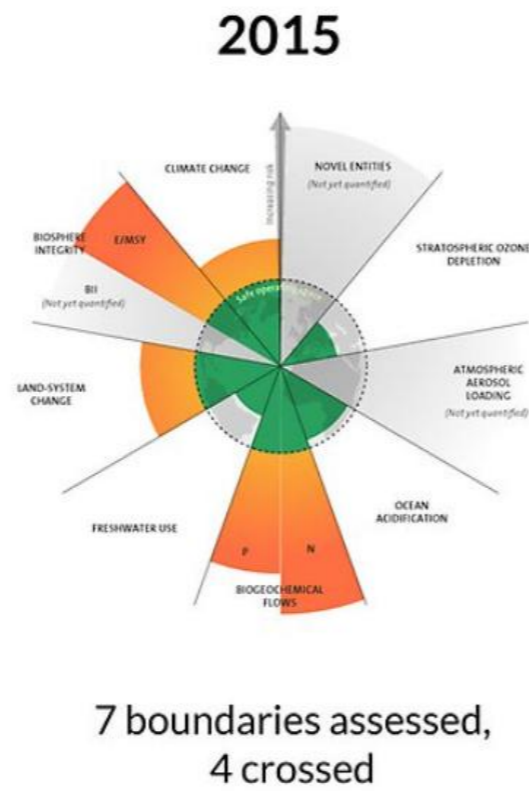 2015
CLIMATE CHANGE
Increasing risk
NOVEL ENTITIES
(Not yet quantified)
STRATOSPHERIC OZONE
DEPLETION
BIOSPHERE
INTEGRITY
E/MSY
BII
(Not yet quantified)
Safe operating space
LAND-SYSTEM
CHANGE
ATMOSPHERIC
AEROSOL
LOADING
(Not yet quantified)
FRESHWATER USE
OCEAN
ACIDIFICATION
P
N
BIOGEOCHEMICAL
FLOWS
7 boundaries assessed,
4 crossed